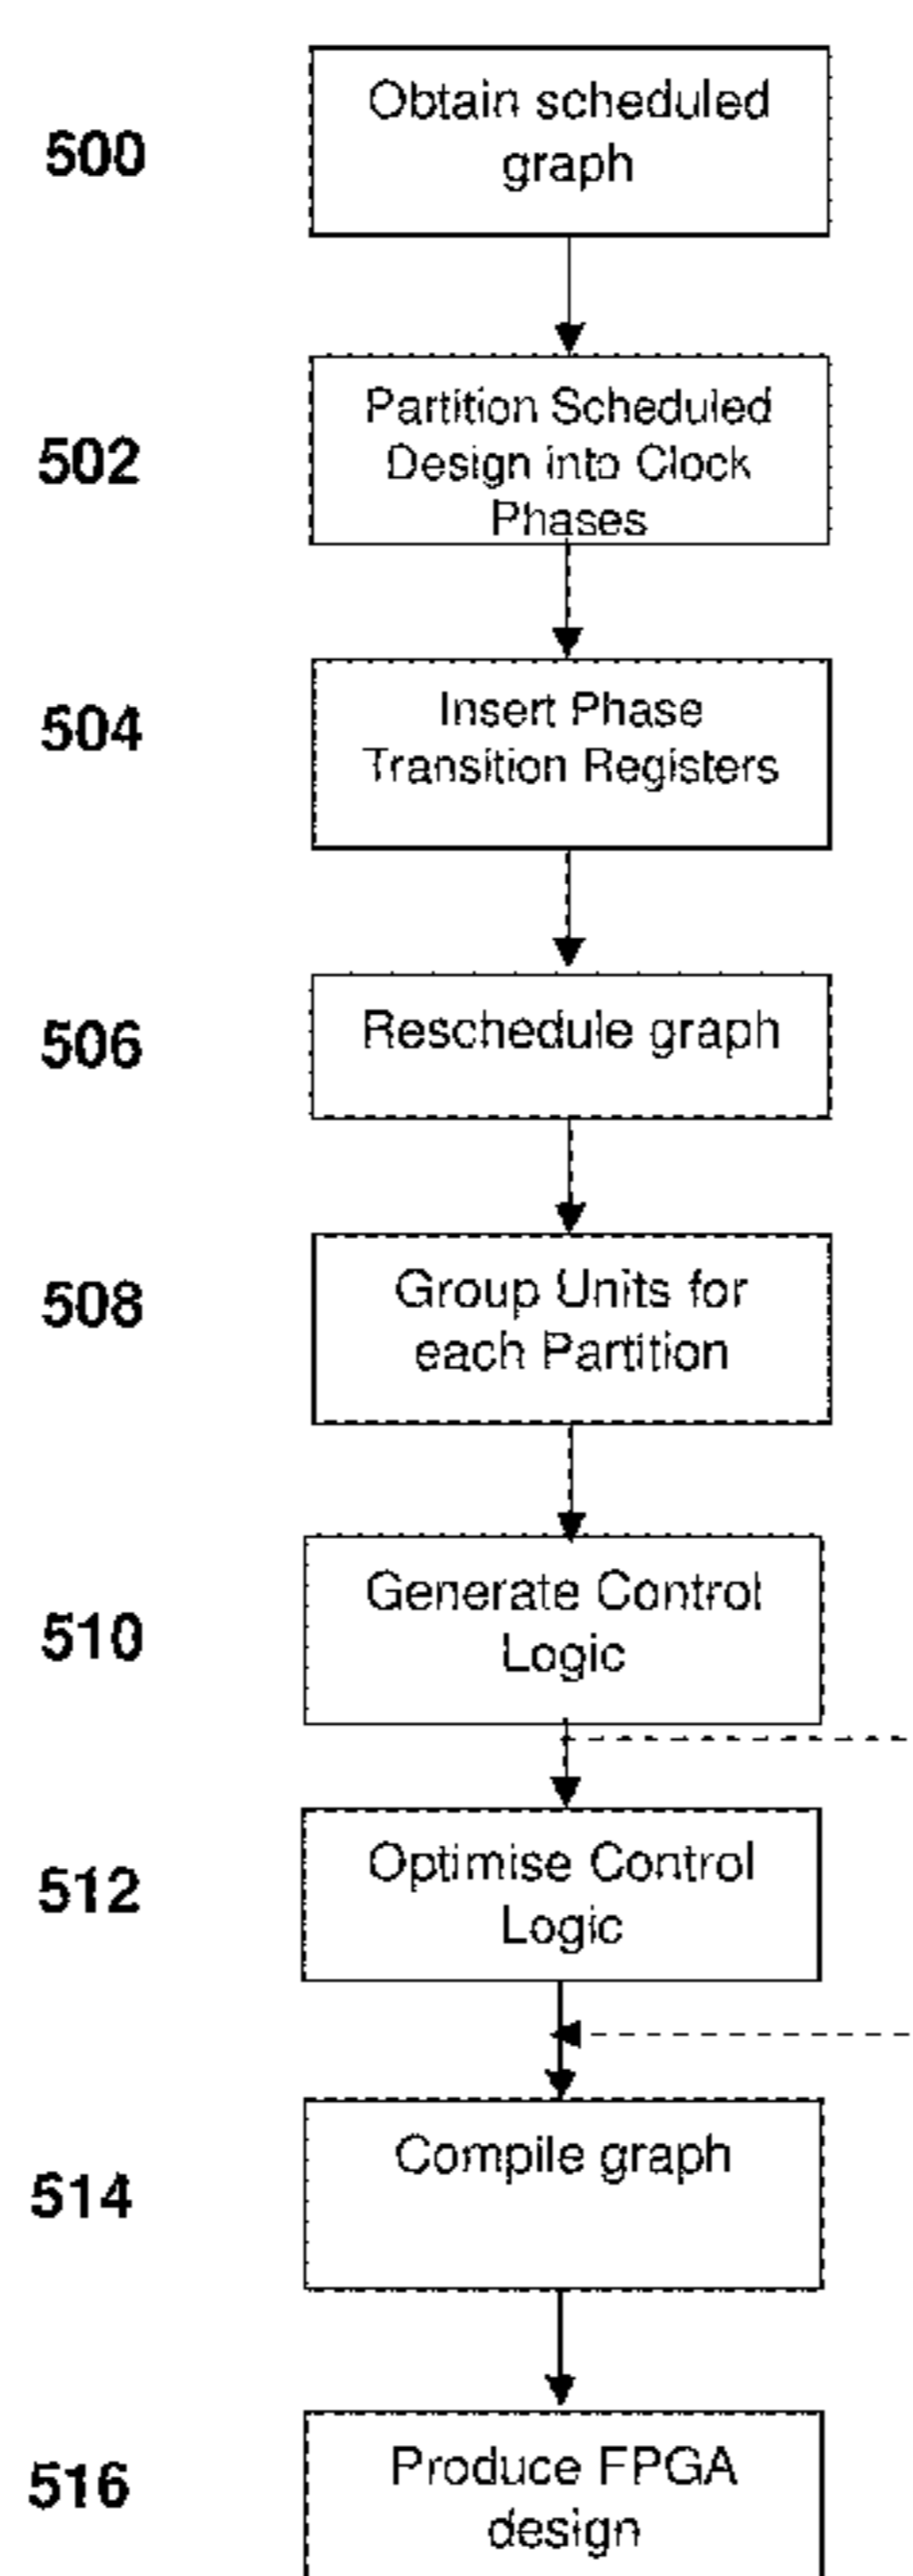 500
Obtain scheduled
graph
502
Partition Scheduled
Design into Clock
Phases
504
Insert Phase
Transition Registers
506
Reschedule graph
508
Group Units for
each Partition
510
Generate Control
Logic
512
Optimise Control
Logic
514
Compile graph
516
Produce FPGA
design